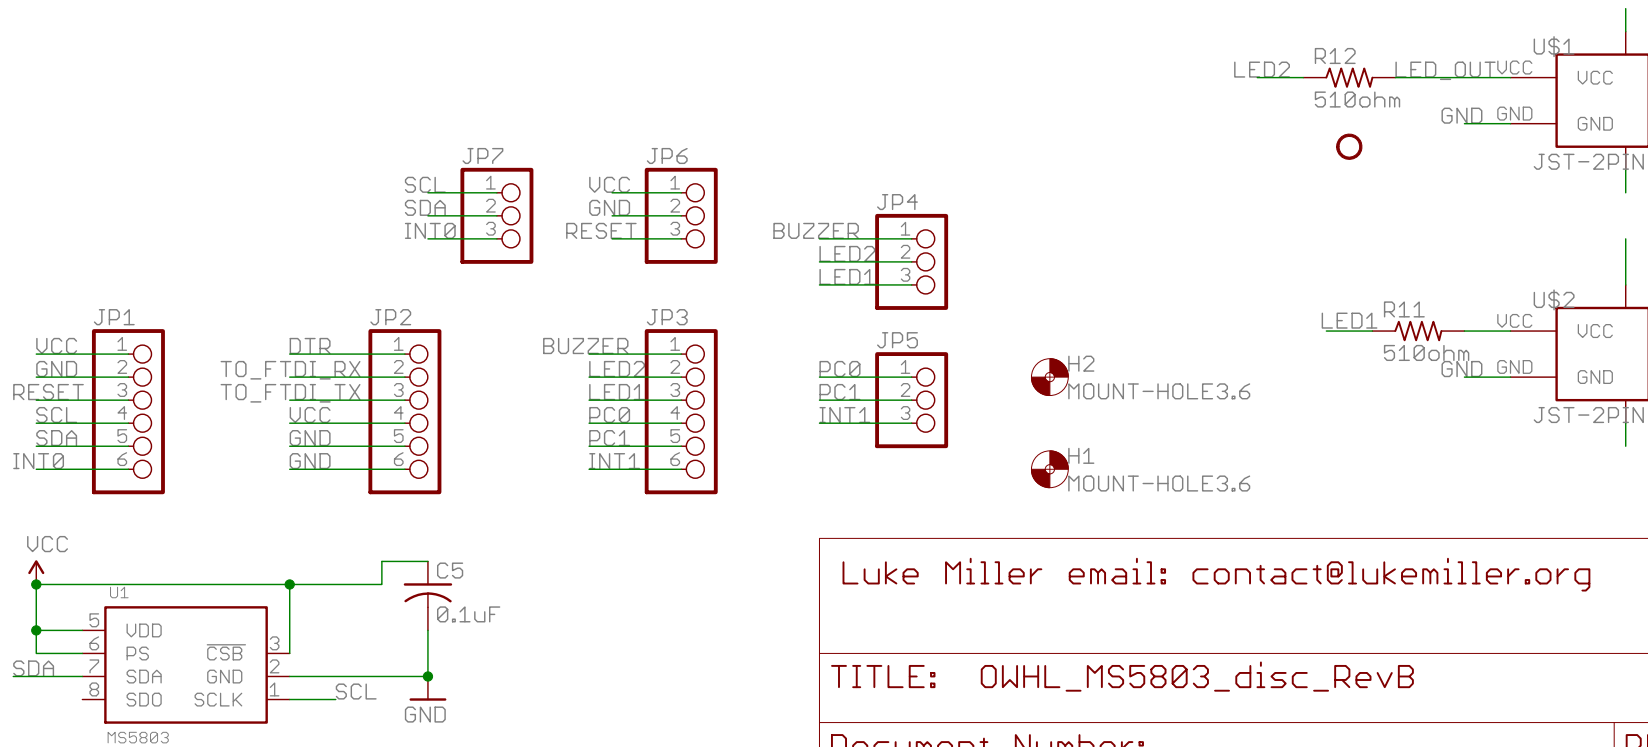 U$1
R12
LED2 LED_OUT VCC VCC
510ohm
GND GND GND
JST-2PIN
JP7 JP6
SCL 1 VCC 1
SDA 2 GND 2
INT0 3 RESET 3
JP4
BUZZER 1
LED2 2
LED1 3
U$2
R11
LED1 VCC VCC
510ohm
GND GND GND
JST-2PIN
JP1 JP2 JP3 JP5
VCC 1 DTR 1 BUZZER 1
GND 2 TO_FTDI_RX 2 LED2 2 PC0 1
RESET 3 TO_FTDI_TX 3 LED1 3 PC1 2
SCL 4 VCC 4 PC0 4 INT1 3
SDA 5 GND 5 PC1 5
INT0 6 GND 6 INT1 6
H2
MOUNT-HOLE3.6
H1
MOUNT-HOLE3.6
VCC
C5
0.1uF
U1
5 VDD
6 PS CSB 3
SDA 7 SDA GND 2
8 SDO SCLK 1 SCL
GND
MS5803
Luke Miller email: contact@lukemiller.org
TITLE: OWHL_MS5803_disc_RevB
Document Number: